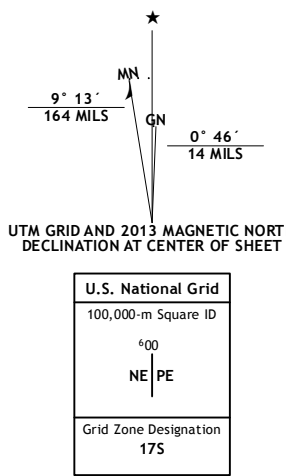 ★
MN
9° 13´
164 MILS
GN
0° 46´
14 MILS
UTM GRID AND 2013 MAGNETIC NORT
DECLINATION AT CENTER OF SHEET
U.S. National Grid
100,000-m Square ID
⁶00
NE PE
Grid Zone Designation
17S